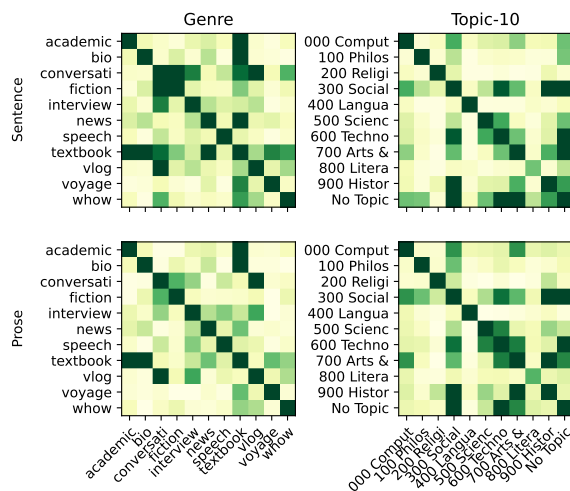 Genre
Topic-10
Sentence
academic
bio
conversati
fiction
interview
news
speech
textbook
vlog
voyage
whow
000 Comput
100 Philos
200 Religi
300 Social
400 Langua
500 Scienc
600 Techno
700 Arts &
800 Litera
900 Histor
No Topic
Prose
academic
bio
conversati
fiction
interview
news
speech
textbook
vlog
voyage
whow
000 Comput
100 Philos
200 Religi
300 Social
400 Langua
500 Scienc
600 Techno
700 Arts &
800 Litera
900 Histor
No Topic
academic
bio
conversati
fiction
interview
news
speech
textbook
vlog
voyage
whow
000 Comput
100 Philos
200 Religi
300 Social
400 Langua
500 Scienc
600 Techno
700 Arts &
800 Litera
900 Histor
No Topic